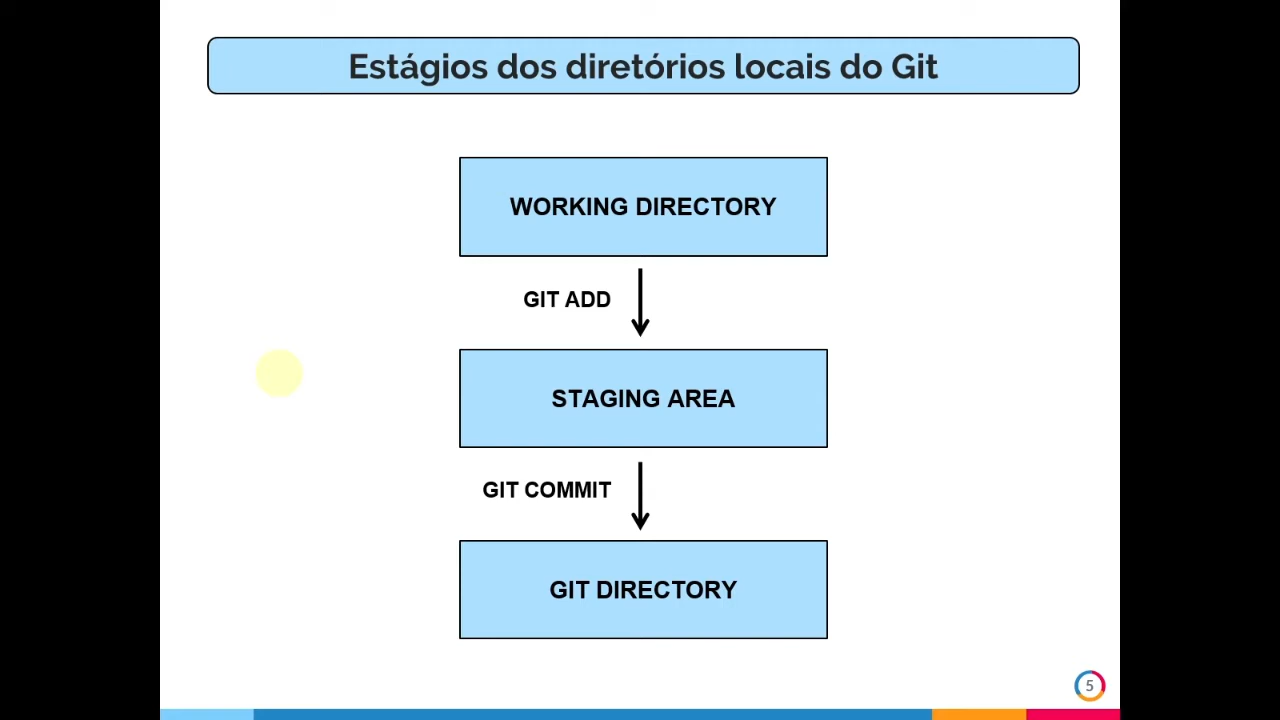 Estágios dos diretórios locais do Git
WORKING DIRECTORY
GIT ADD
STAGING AREA
GIT COMMIT
GIT DIRECTORY
5